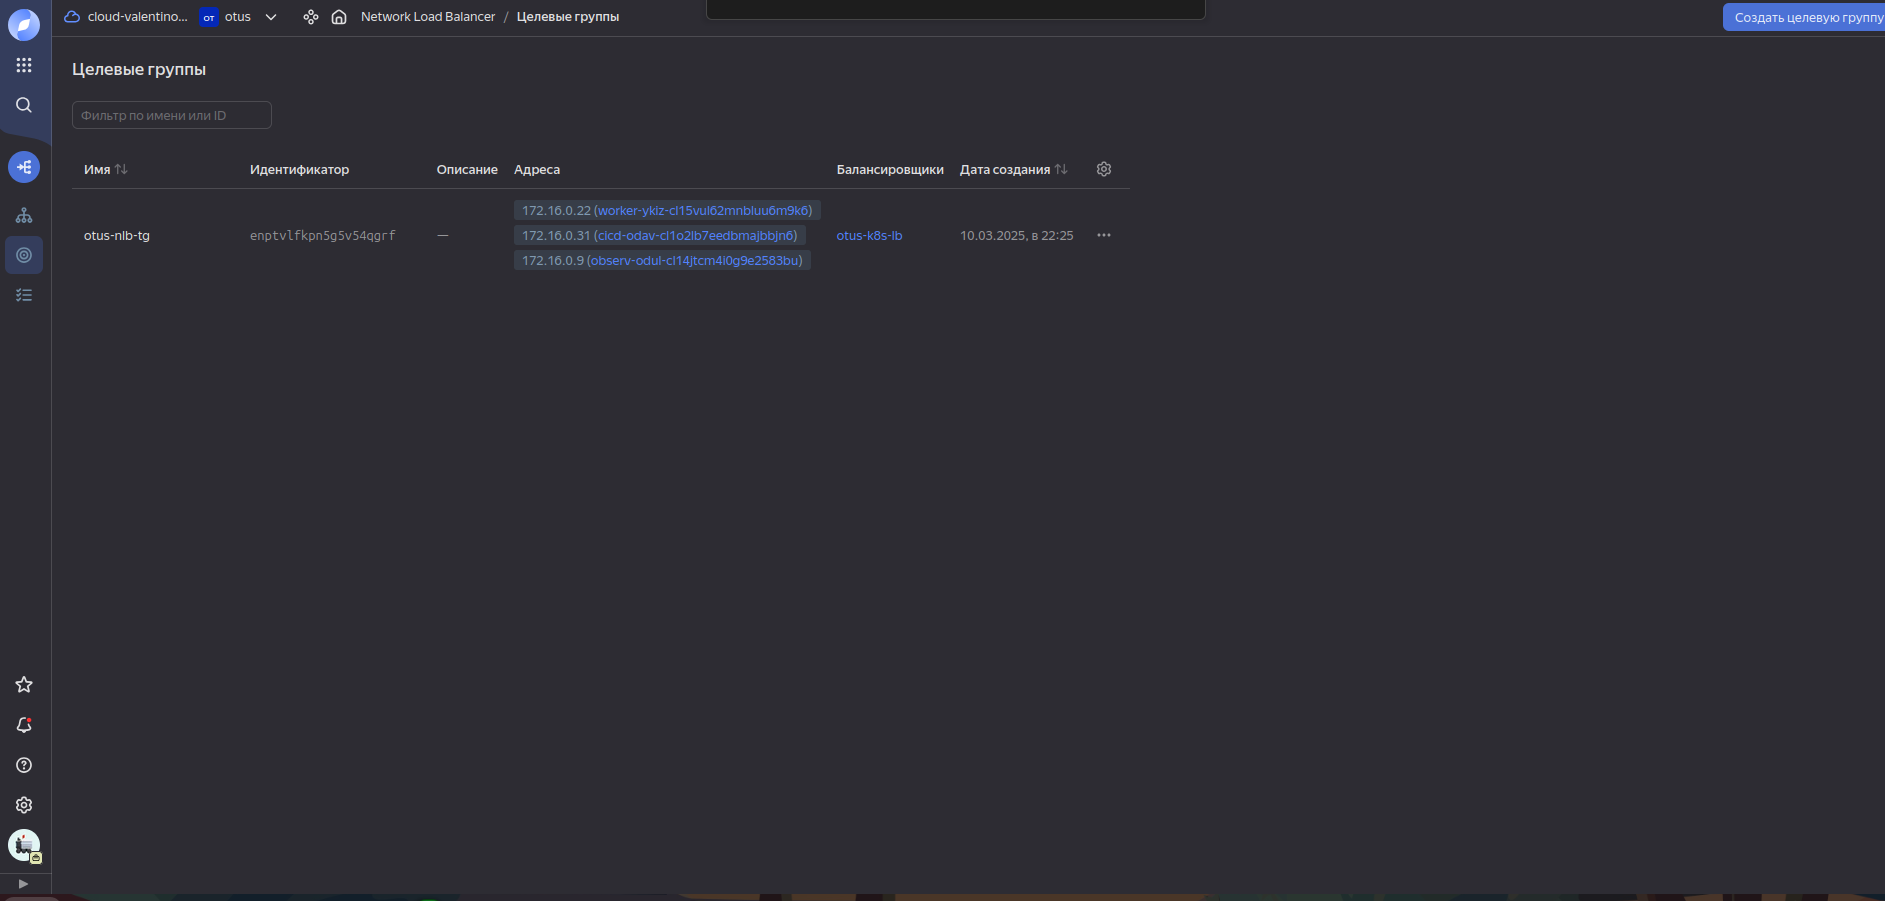 cloud-valentino... от otus Network Load Balancer / Целевые группы Создать целевую группу
Целевые группы
Фильтр по имени или ID
Имя Идентификатор Описание Адреса Балансировщики Дата создания
172.16.0.22 (worker-ykiz-cl15vul62mnbluu6m9k6)
otus-nlb-tg enptvlfkpn5g5v54qgrf — 172.16.0.31 (cicd-odav-cl1o2lb7eedbmajbbjn6) otus-k8s-lb 10.03.2025, в 22:25
172.16.0.9 (observ-odul-cl14jtcm4i0g9e2583bu)